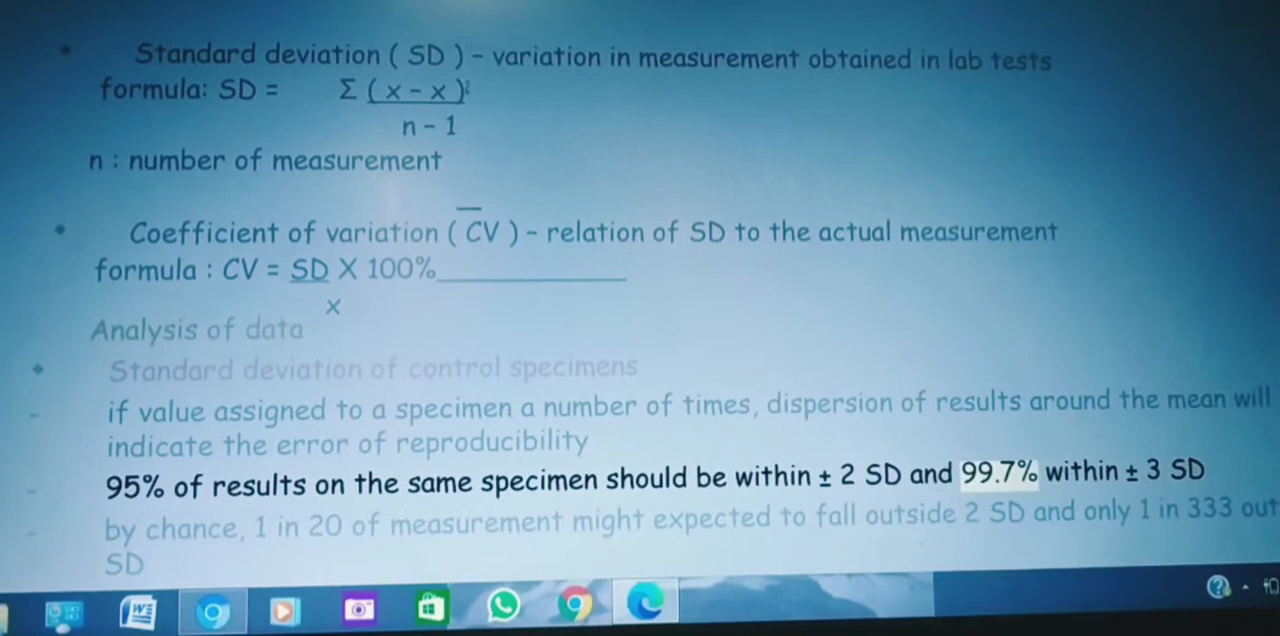 • Standard deviation ( SD ) - variation in measurement obtained in lab tests
formula: SD = Σ ( x - x )²
n - 1
n : number of measurement
• Coefficient of variation ( CV ) - relation of SD to the actual measurement
formula : CV = SD X 100%
x
Analysis of data
• Standard deviation of control specimens
- if value assigned to a specimen a number of times, dispersion of results around the mean will
indicate the error of reproducibility
- 95% of results on the same specimen should be within ± 2 SD and 99.7% within ± 3 SD
- by chance, 1 in 20 of measurement might expected to fall outside 2 SD and only 1 in 333 out
SD